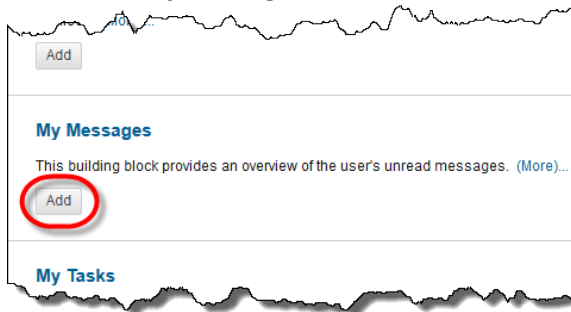 Add
My Messages
This building block provides an overview of the user's unread messages. (More)...
Add
My Tasks